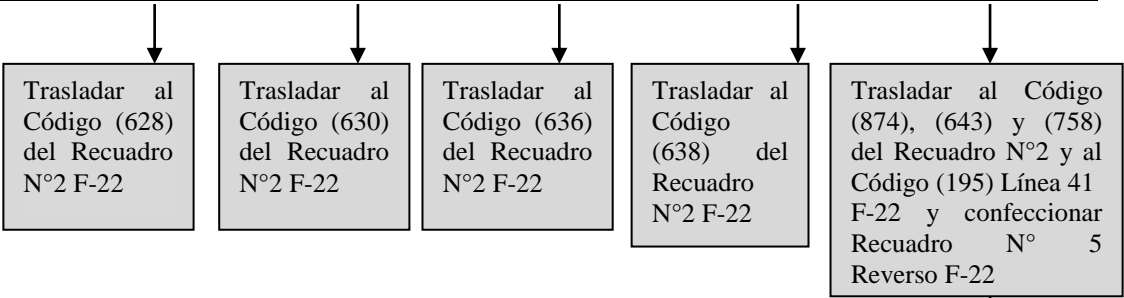 Trasladar al
Código (628)
del Recuadro
N°2 F-22
Trasladar al
Código (630)
del Recuadro
N°2 F-22
Trasladar al
Código (636)
del Recuadro
N°2 F-22
Trasladar al
Código
(638) del
Recuadro
N°2 F-22
Trasladar al Código
(874), (643) y (758)
del Recuadro N°2 y al
Código (195) Línea 41
F-22 y confeccionar
Recuadro N° 5
Reverso F-22